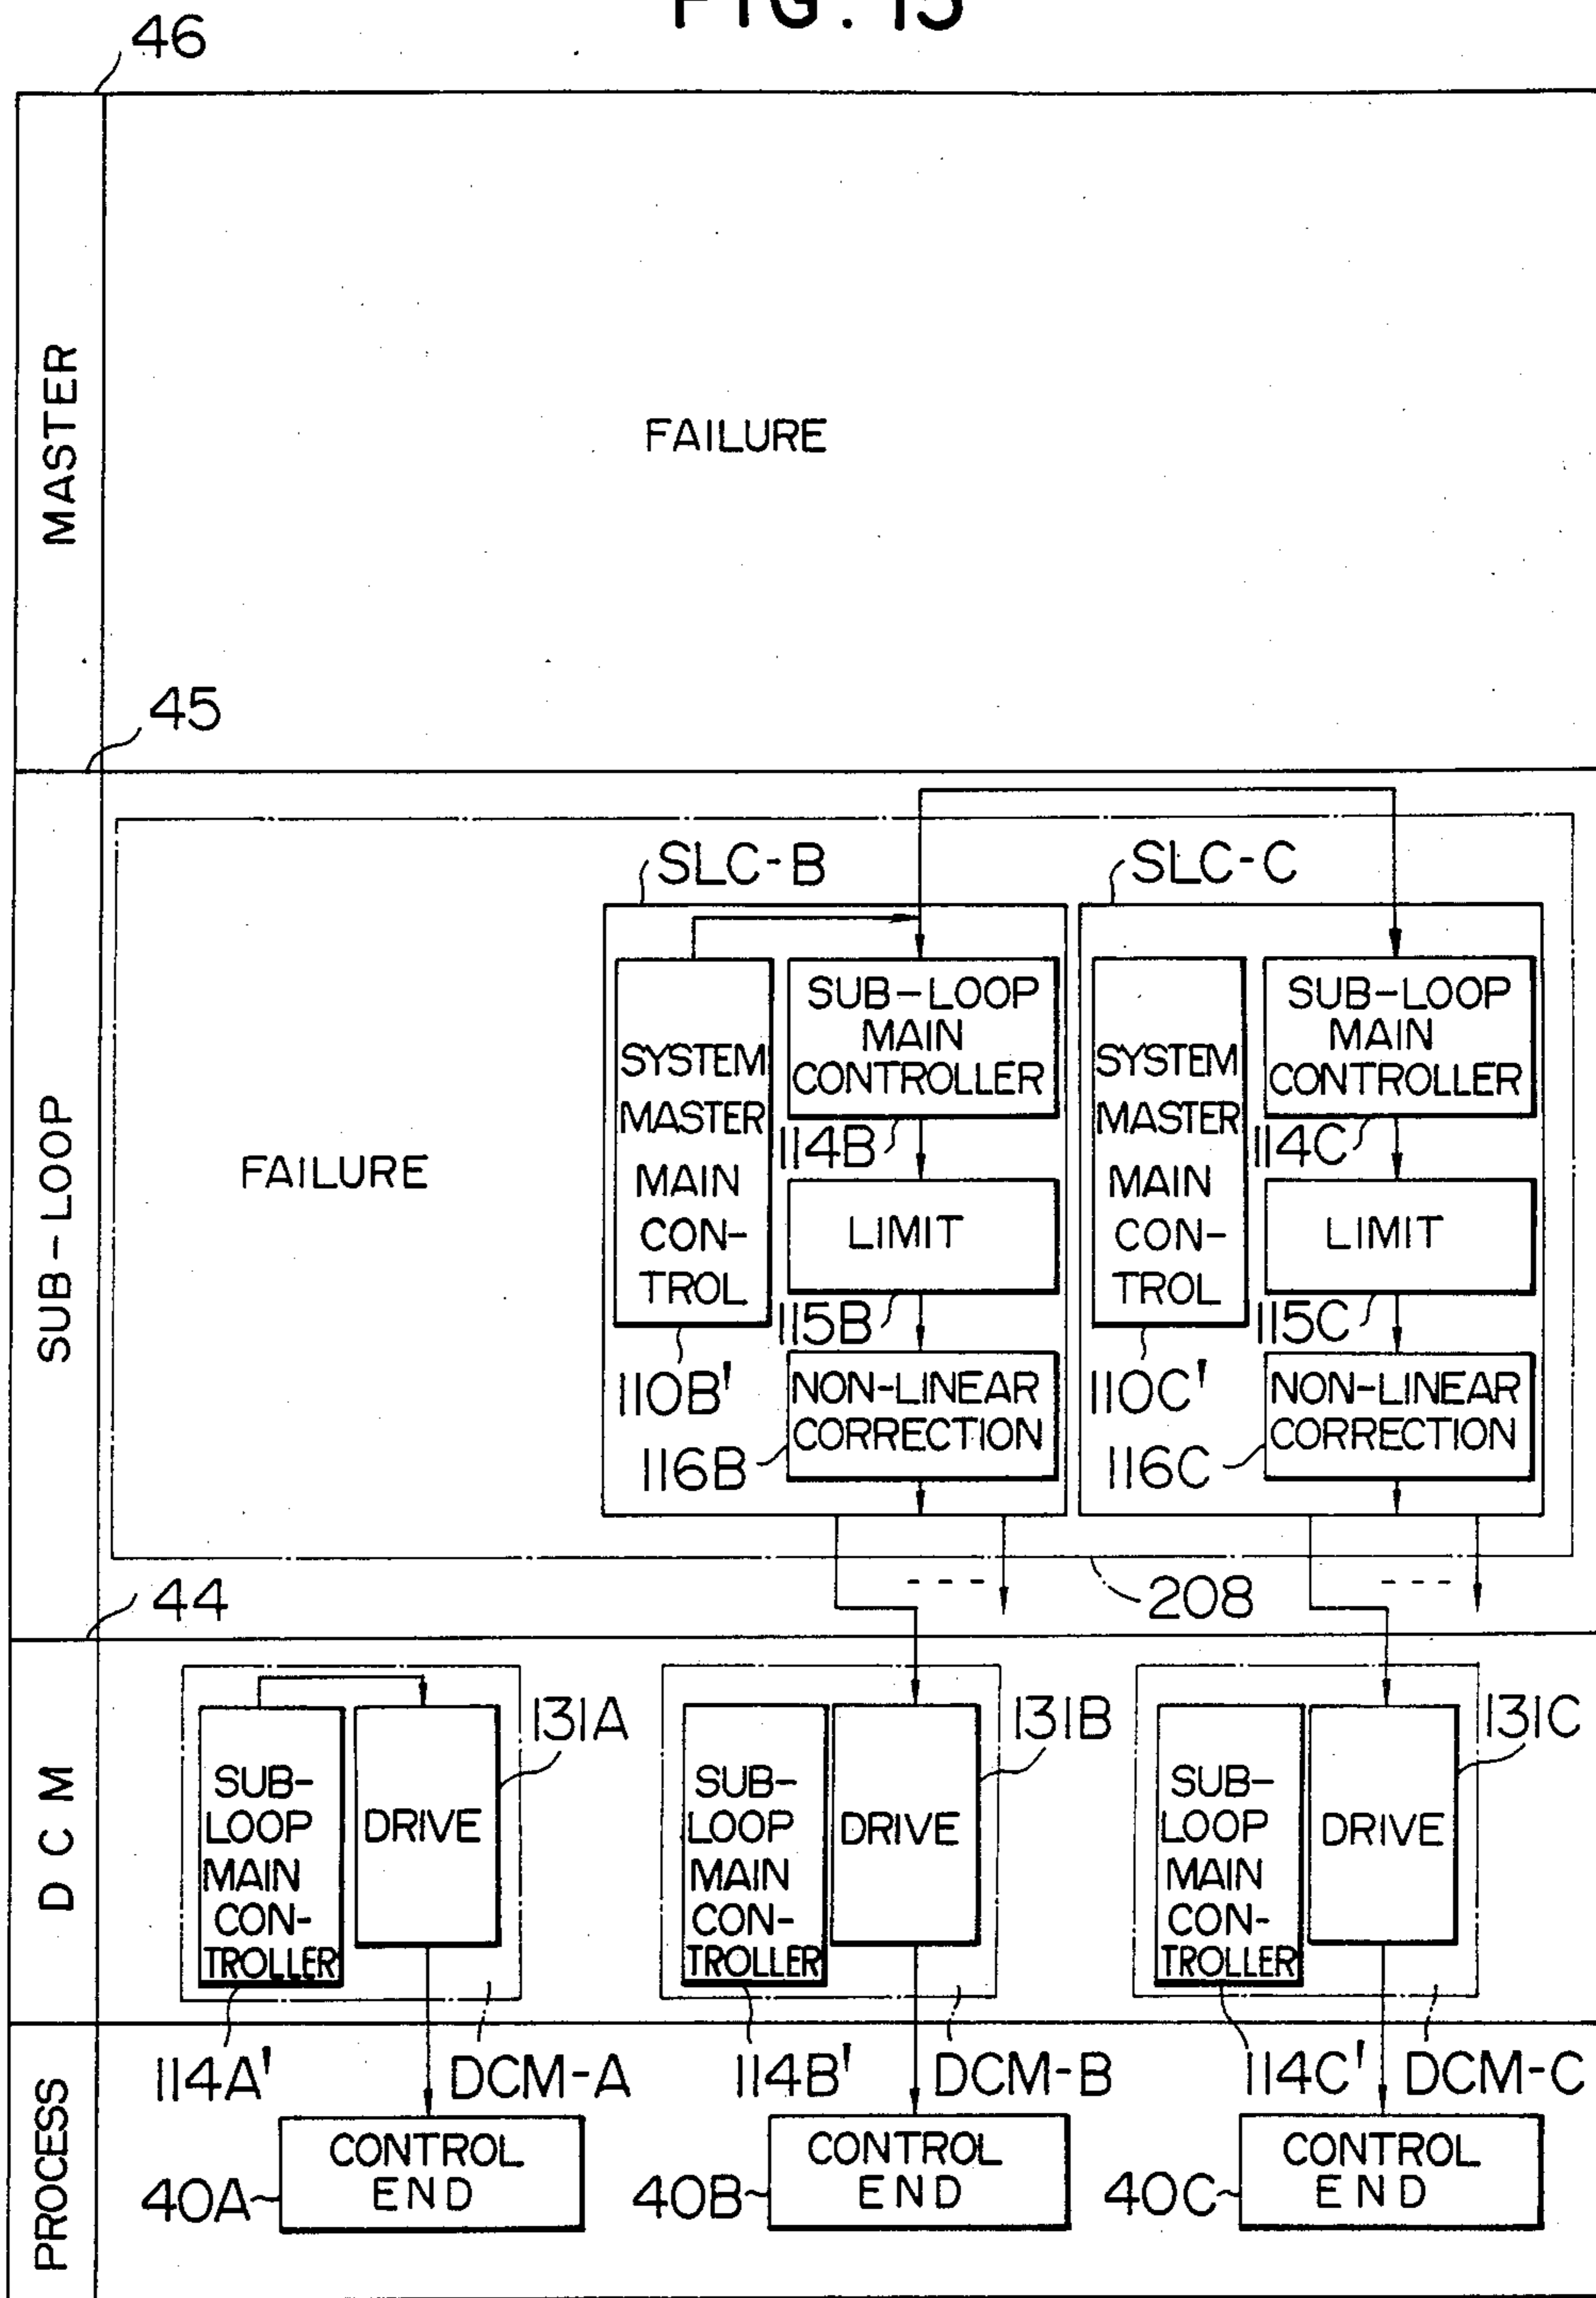 FIG. 15
46
MASTER
FAILURE
45
SUB-LOOP
FAILURE
SLC-B
SYSTEM
MASTER
MAIN
CON-
TROL
110B'
SUB-LOOP
MAIN
CONTROLLER
114B
LIMIT
115B
NON-LINEAR
CORRECTION
116B
SLC-C
SYSTEM
MASTER
MAIN
CON-
TROL
110C'
SUB-LOOP
MAIN
CONTROLLER
114C
LIMIT
115C
NON-LINEAR
CORRECTION
116C
208
44
DCM
SUB-
LOOP
MAIN
CON-
TROLLER
DRIVE
131A
114A'
DCM-A
SUB-
LOOP
MAIN
CON-
TROLLER
DRIVE
131B
114B'
DCM-B
SUB-
LOOP
MAIN
CON-
TROLLER
DRIVE
131C
114C'
DCM-C
PROCESS
CONTROL
END
40A
CONTROL
END
40B
CONTROL
END
40C